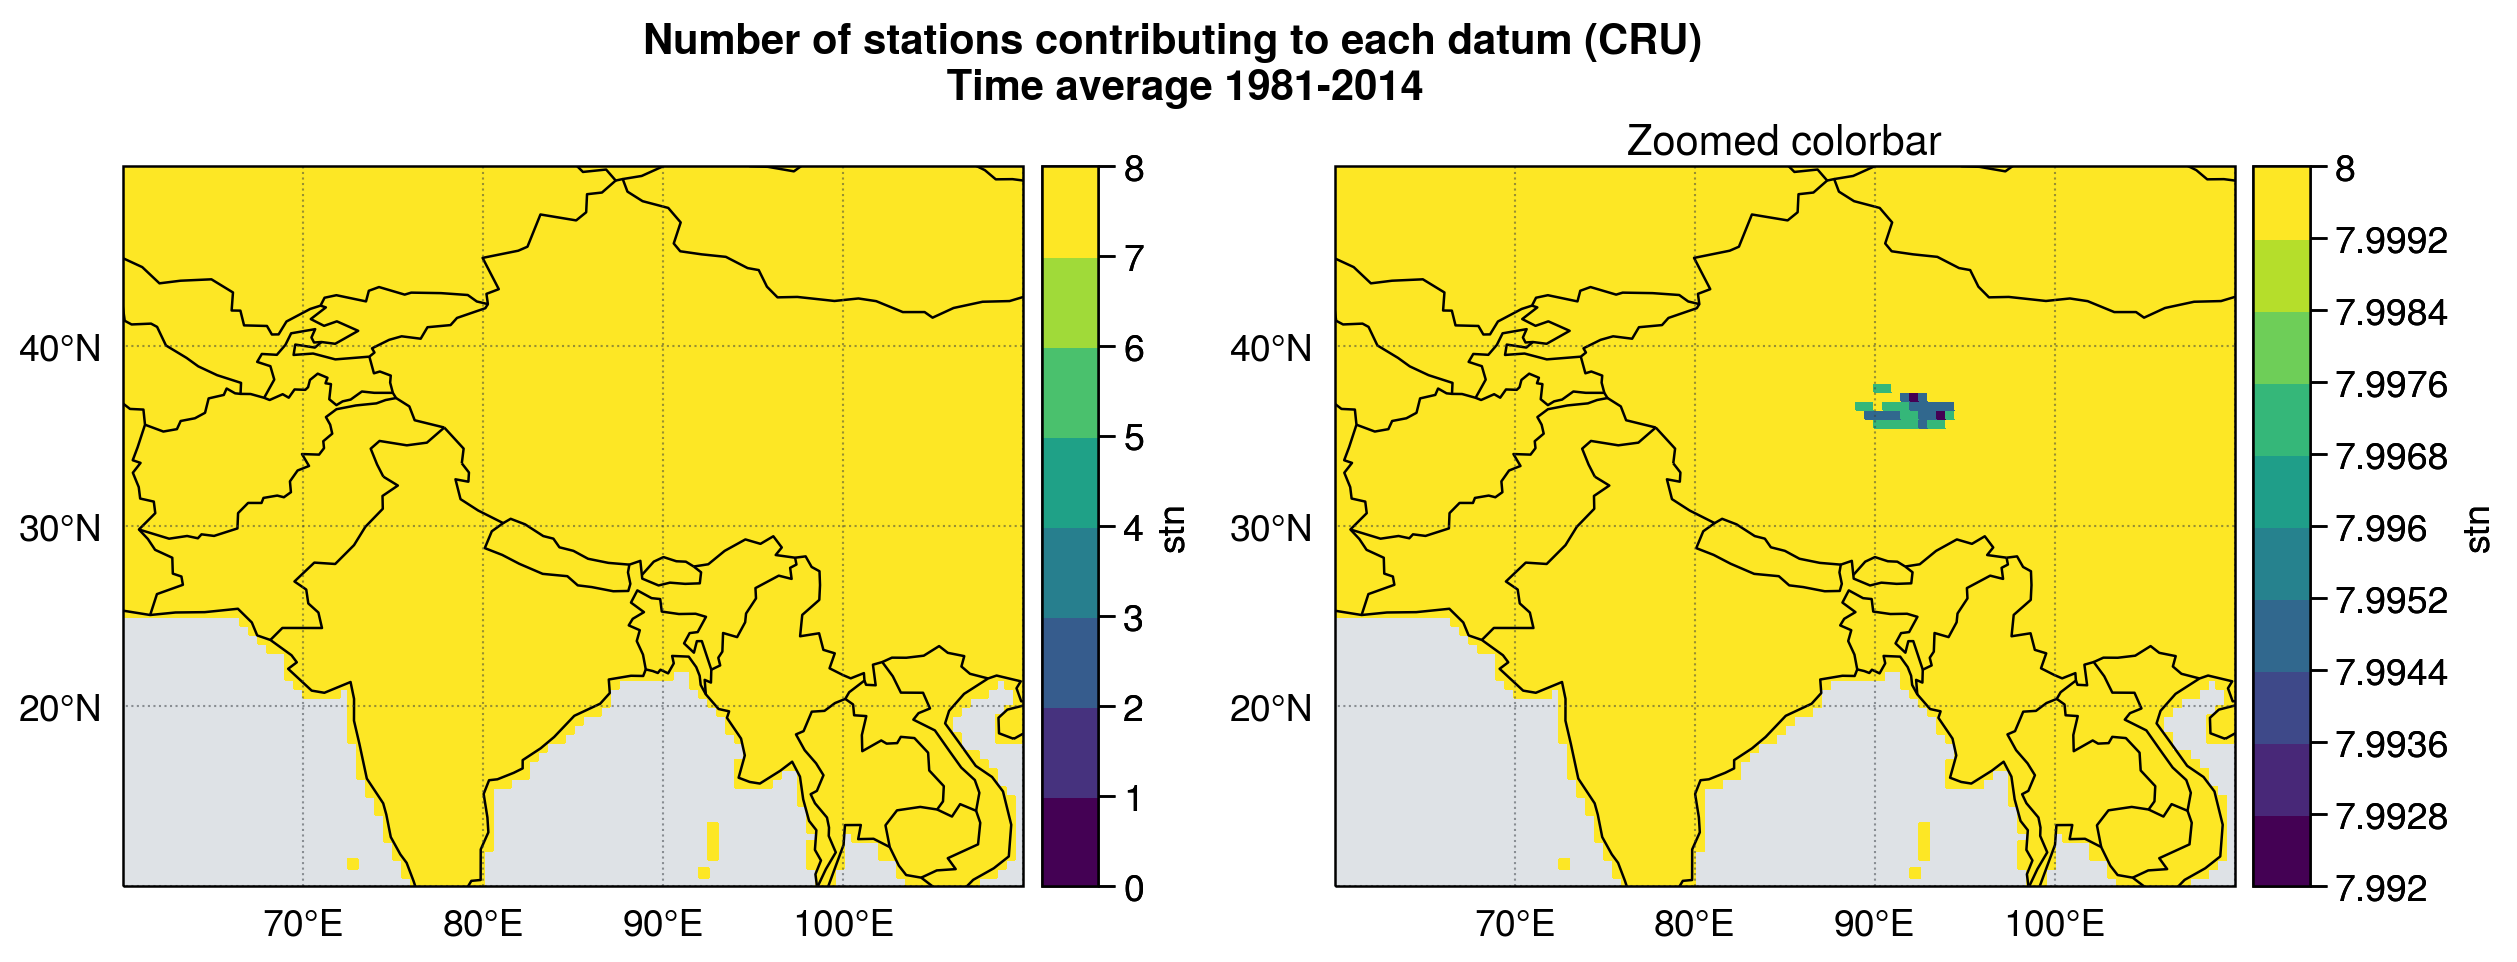 Number of stations contributing to each datum (CRU)
Time average 1981-2014
40°N
30°N
20°N
70°E
80°E
90°E
100°E
8
7
6
5
4
3
2
1
0
stn
Zoomed colorbar
40°N
30°N
20°N
70°E
80°E
90°E
100°E
8
7.9992
7.9984
7.9976
7.9968
7.996
7.9952
7.9944
7.9936
7.9928
7.992
stn